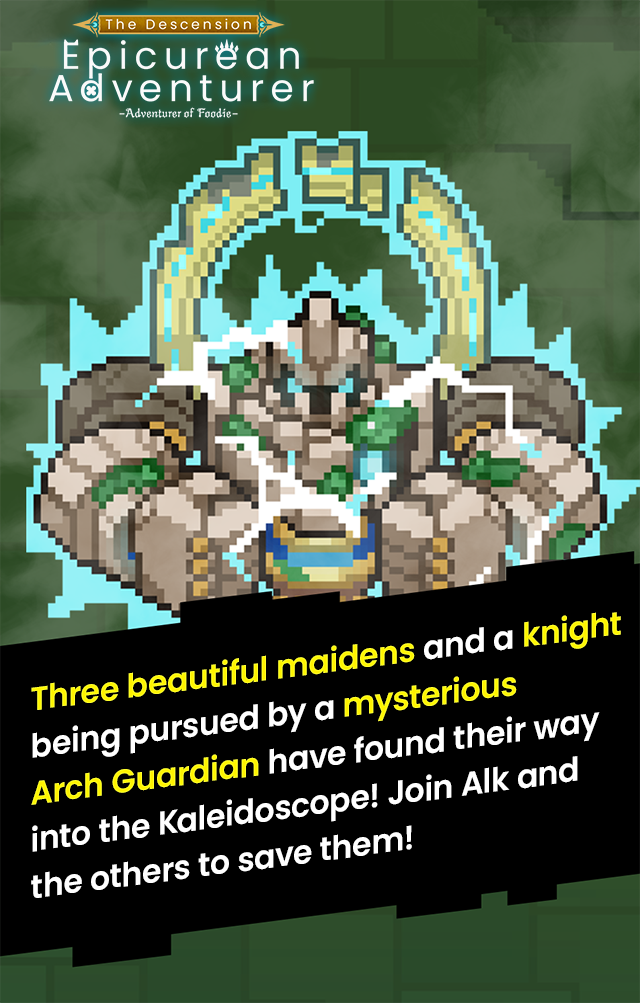 The Descension
Epicurean
Adventurer
-Adventurer of Foodie-
Three beautiful maidens and a knight
being pursued by a mysterious
Arch Guardian have found their way
into the Kaleidoscope! Join Alk and
the others to save them!